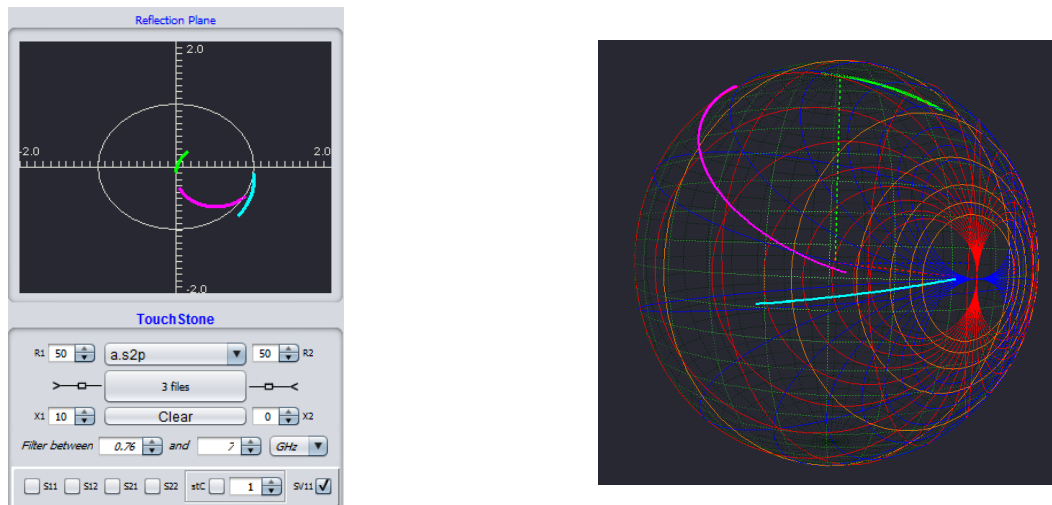 Reflection Plane
2.0
-2.0 2.0
-2.0
TouchStone
R1 50 a.s2p 50 R2
3 files
X1 10 Clear 0 X2
Filter between 0.76 and 7 GHz
S11 S12 S21 S22 stC 1 SV11